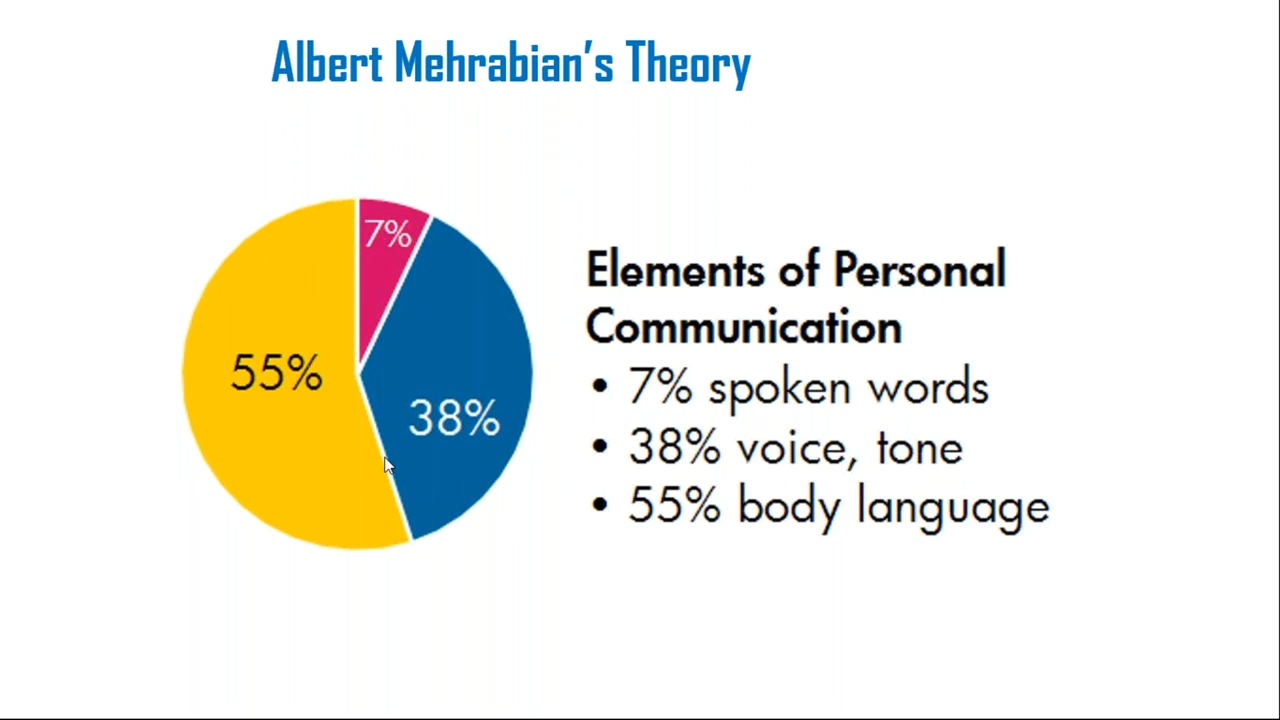 Albert Mehrabian’s Theory
7%
55%
38%
Elements of Personal
Communication
• 7% spoken words
• 38% voice, tone
• 55% body language